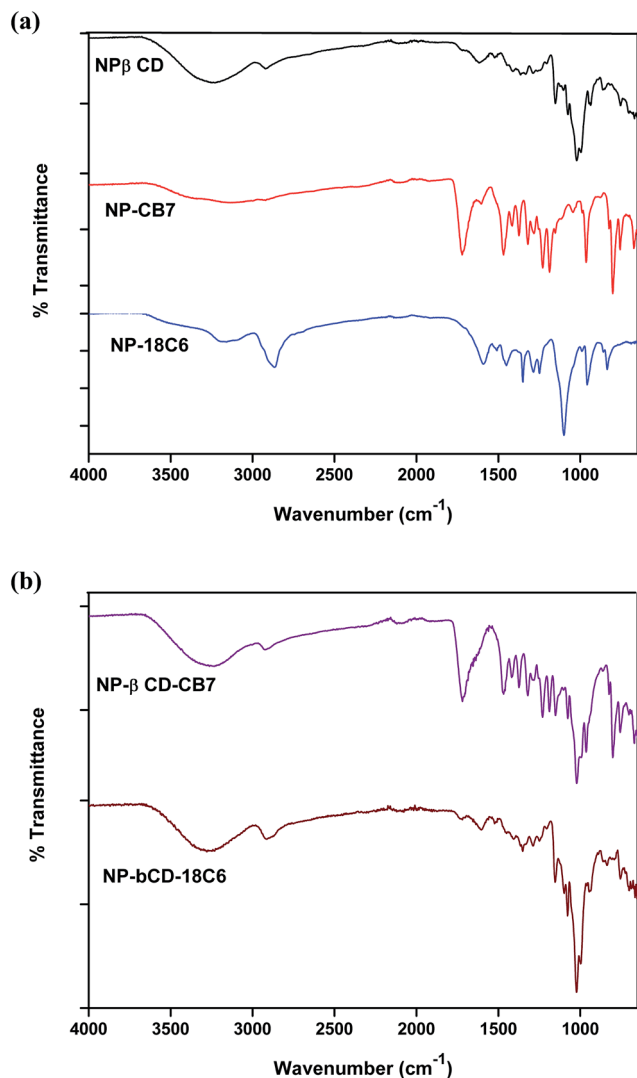 (a)
NPβ CD
NP-CB7
NP-18C6
% Transmittance
4000 3500 3000 2500 2000 1500 1000
Wavenumber (cm⁻¹)
(b)
NP-β CD-CB7
NP-bCD-18C6
% Transmittance
4000 3500 3000 2500 2000 1500 1000
Wavenumber (cm⁻¹)